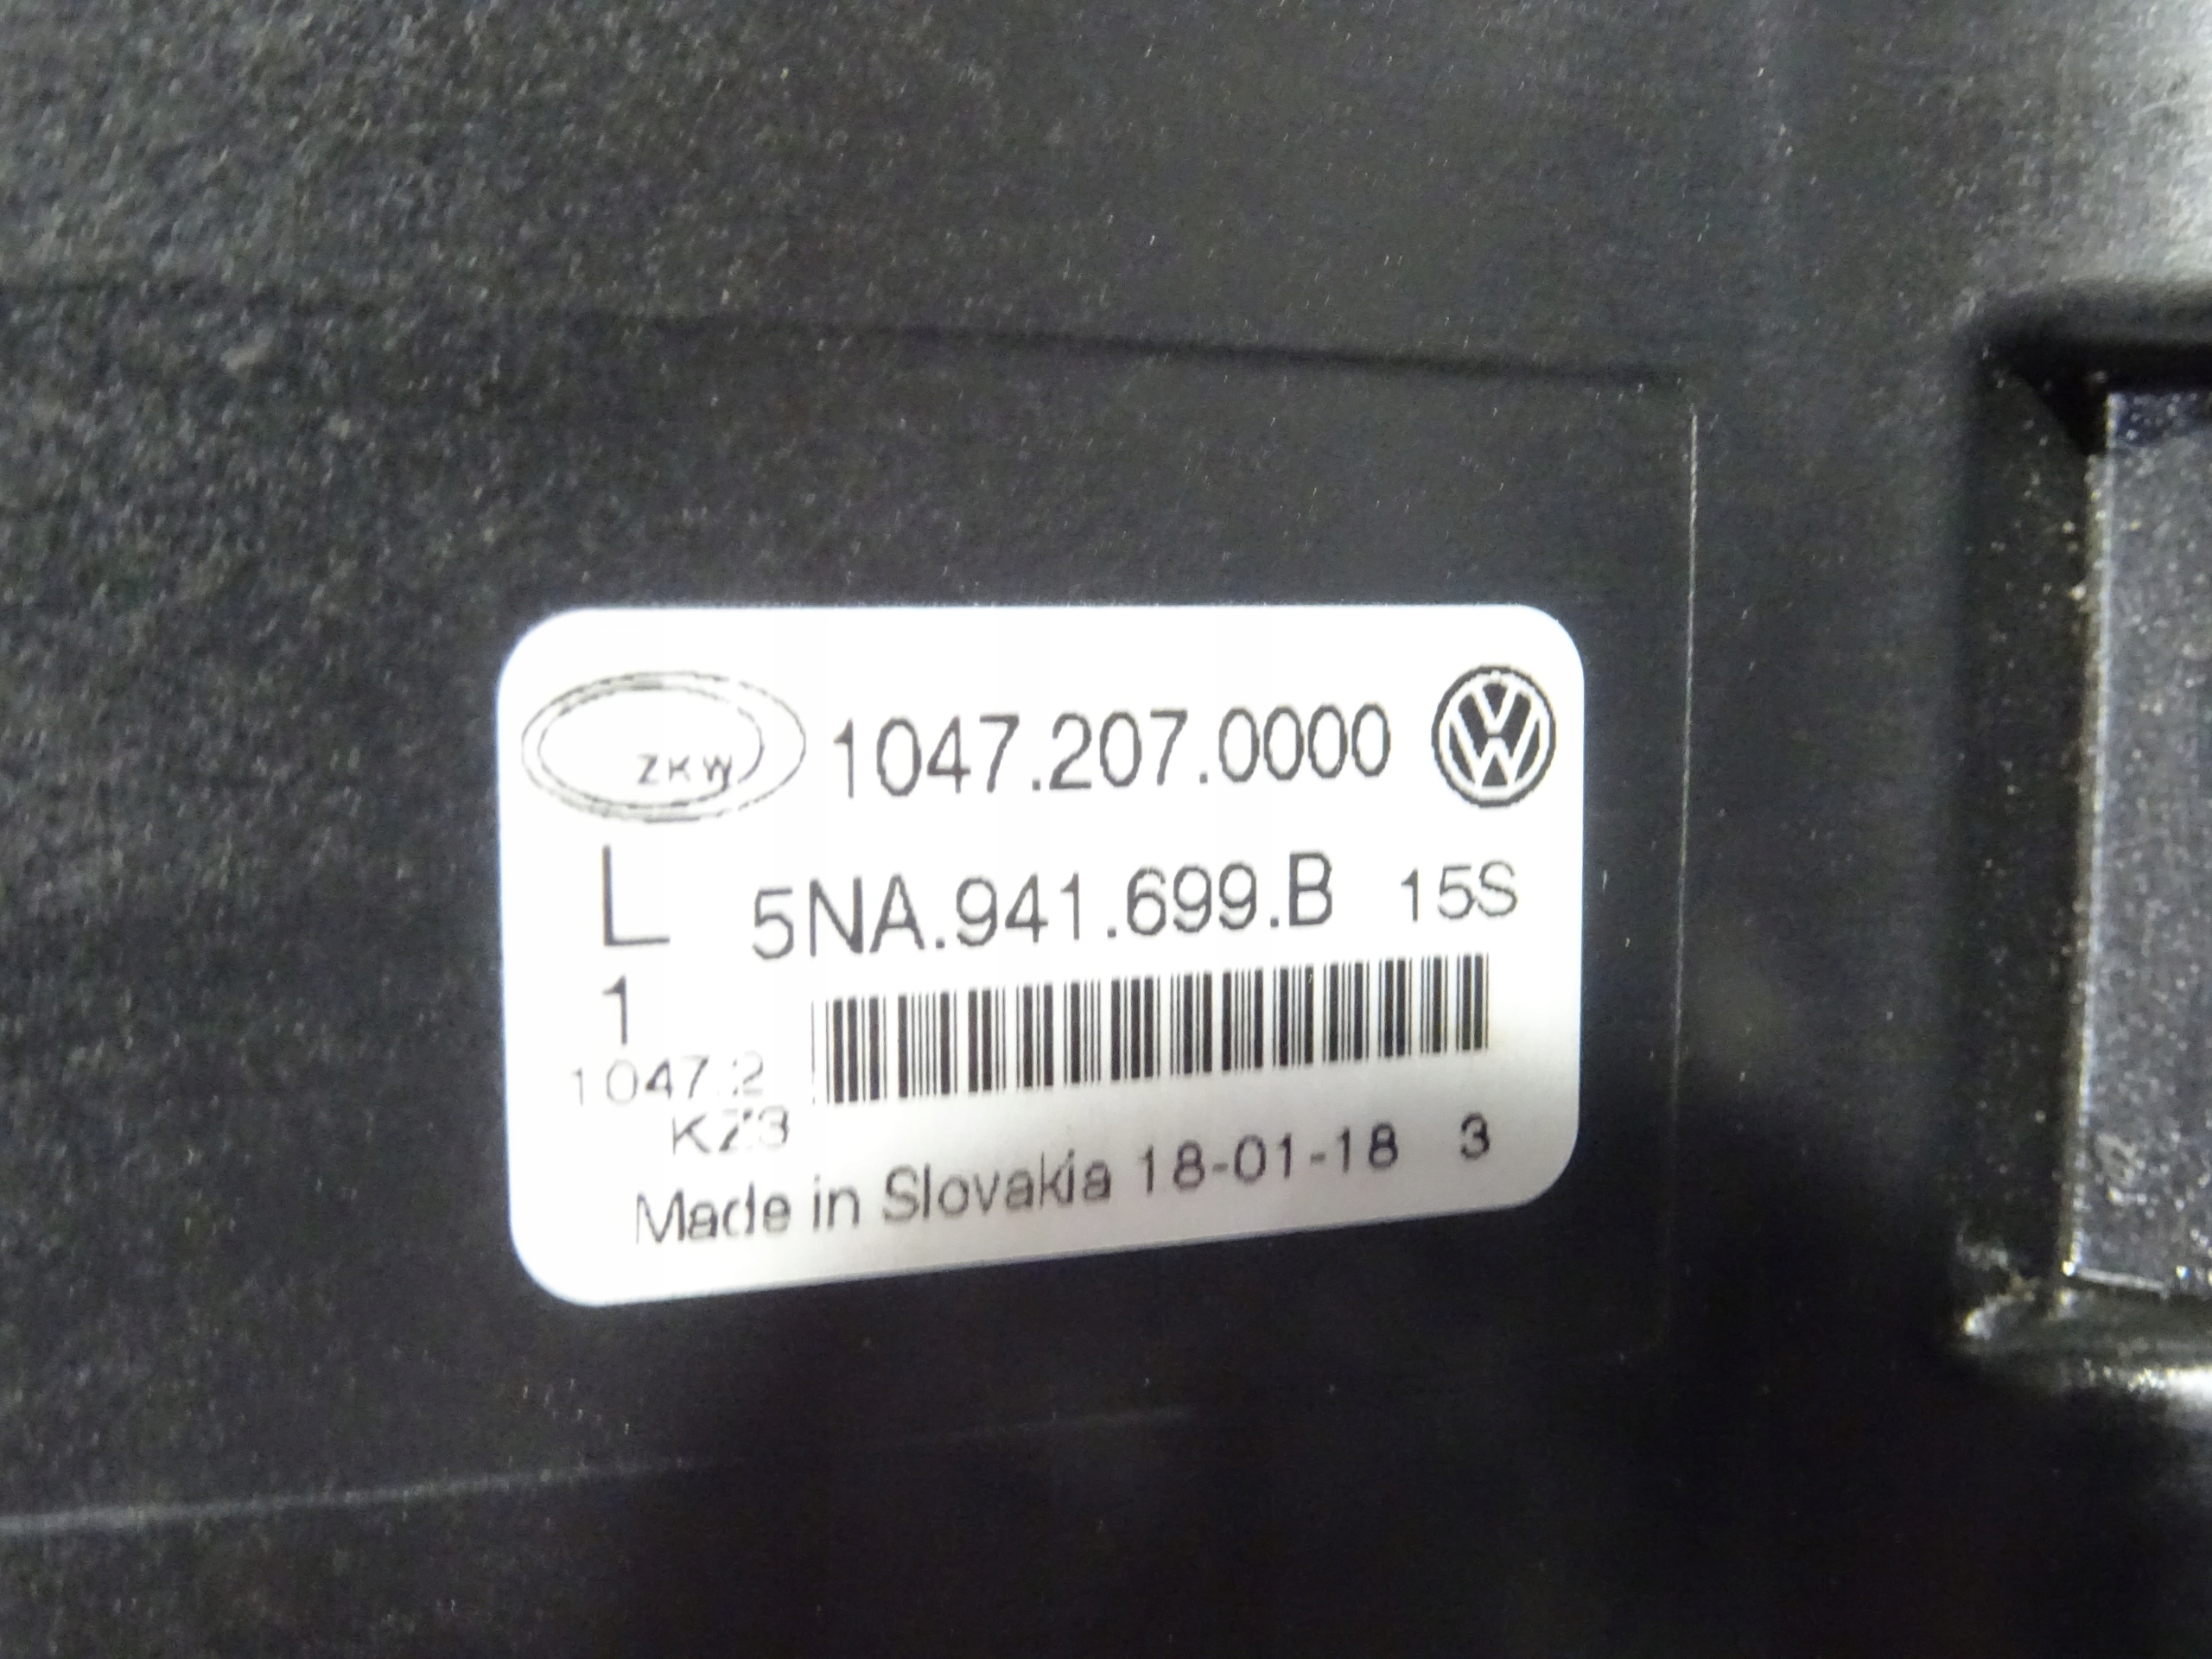 ZKW 1047.207.0000 VW
L 5NA.941.699.B 15S
1
1047.2
KZ3
Made in Slovakia 18-01-18 3